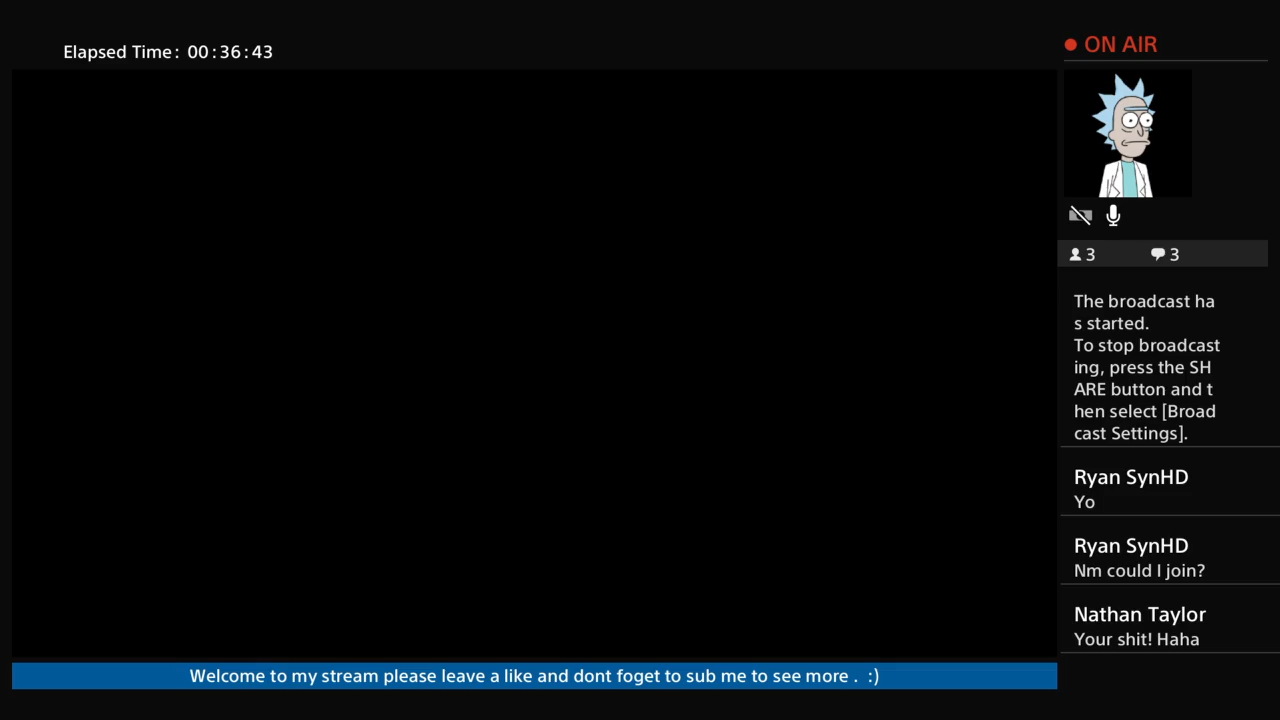 Elapsed Time: 00:36:43
ON AIR
3 3
The broadcast ha
s started.
To stop broadcast
ing, press the SH
ARE button and t
hen select [Broad
cast Settings].
Ryan SynHD
Yo
Ryan SynHD
Nm could I join?
Nathan Taylor
Your shit! Haha
Welcome to my stream please leave a like and dont foget to sub me to see more . :)